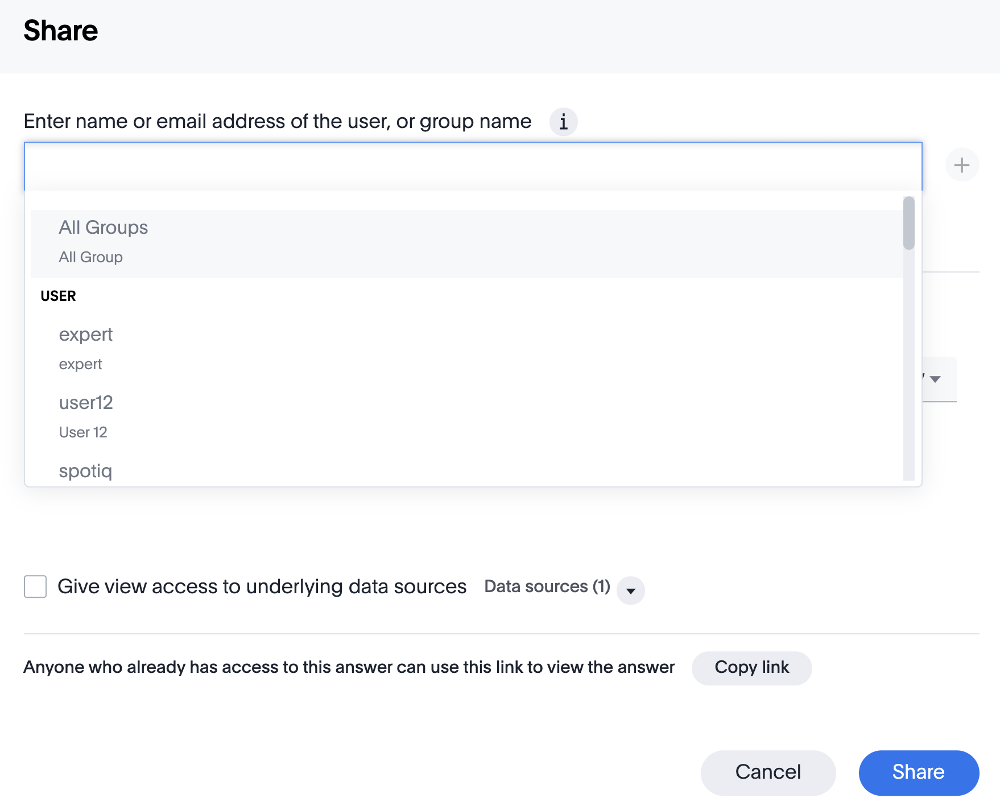 Share
Enter name or email address of the user, or group name i
All Groups
All Group
USER
expert
expert
user12
User 12
spotiq
Give view access to underlying data sources Data sources (1)
Anyone who already has access to this answer can use this link to view the answer Copy link
Cancel Share